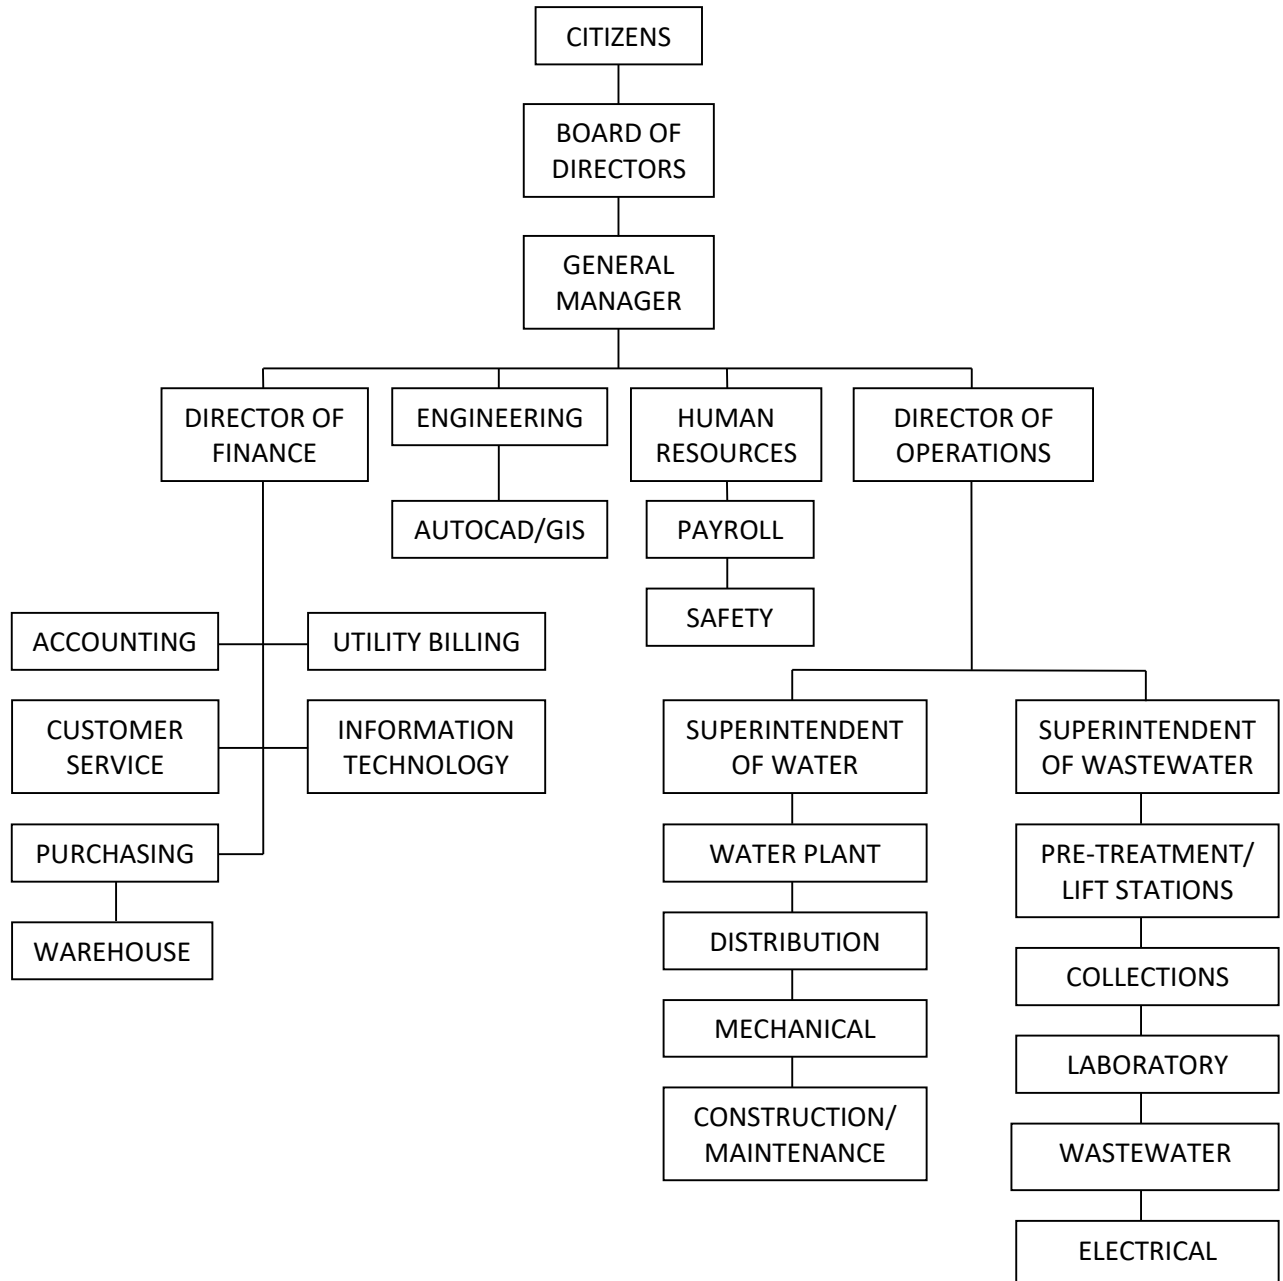 CITIZENS
BOARD OF
DIRECTORS
GENERAL
MANAGER
DIRECTOR OF
FINANCE
ENGINEERING
HUMAN
RESOURCES
DIRECTOR OF
OPERATIONS
AUTOCAD/GIS
PAYROLL
SAFETY
ACCOUNTING
UTILITY BILLING
CUSTOMER
SERVICE
INFORMATION
TECHNOLOGY
PURCHASING
WAREHOUSE
SUPERINTENDENT
OF WATER
WATER PLANT
DISTRIBUTION
MECHANICAL
CONSTRUCTION/
MAINTENANCE
SUPERINTENDENT
OF WASTEWATER
PRE-TREATMENT/
LIFT STATIONS
COLLECTIONS
LABORATORY
WASTEWATER
ELECTRICAL